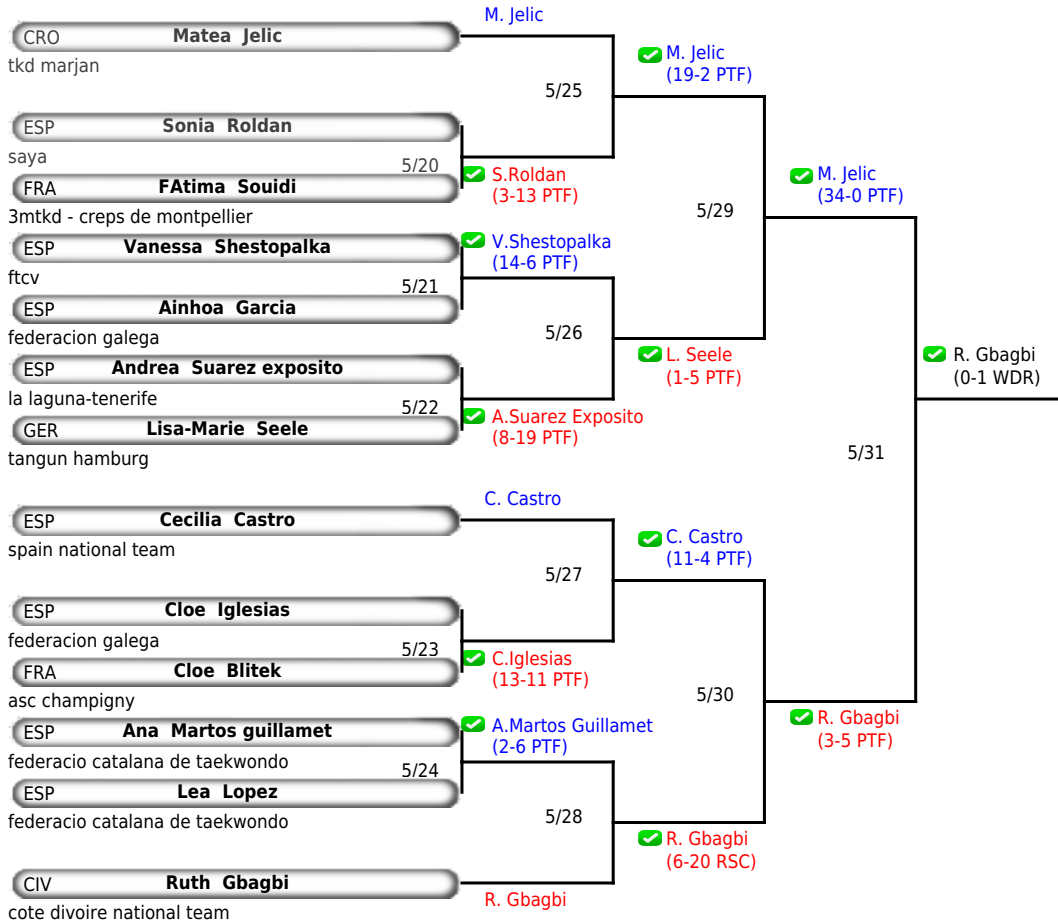 M. Jelic
CRO Matea Jelic
tkd marjan
5/25
M. Jelic
(19-2 PTF)
ESP Sonia Roldan
saya
5/20
FRA FAtima Souidi
3mtkd - creps de montpellier
S.Roldan
(3-13 PTF)
5/29
M. Jelic
(34-0 PTF)
ESP Vanessa Shestopalka
ftcv
5/21
V.Shestopalka
(14-6 PTF)
ESP Ainhoa Garcia
federacion galega
5/26
L. Seele
(1-5 PTF)
ESP Andrea Suarez exposito
la laguna-tenerife
5/22
GER Lisa-Marie Seele
tangun hamburg
A.Suarez Exposito
(8-19 PTF)
R. Gbagbi
(0-1 WDR)
5/31
C. Castro
ESP Cecilia Castro
spain national team
5/27
C. Castro
(11-4 PTF)
ESP Cloe Iglesias
federacion galega
5/23
FRA Cloe Blitek
asc champigny
C.Iglesias
(13-11 PTF)
5/30
R. Gbagbi
(3-5 PTF)
ESP Ana Martos guillamet
federacio catalana de taekwondo
5/24
A.Martos Guillamet
(2-6 PTF)
ESP Lea Lopez
federacio catalana de taekwondo
5/28
R. Gbagbi
(6-20 RSC)
CIV Ruth Gbagbi
cote divoire national team
R. Gbagbi